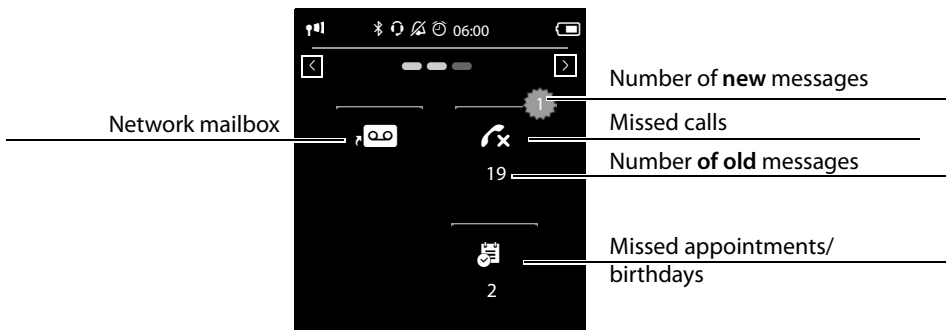 06:00
Number of new messages
1
Network mailbox
Missed calls
19
Number of old messages
Missed appointments/
birthdays
2